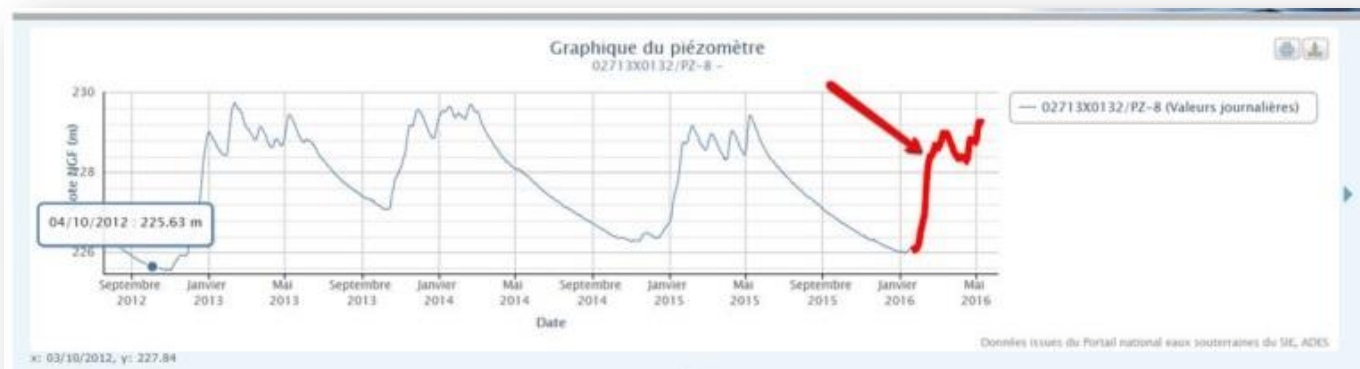 Graphique du piézomètre
02713X0132/PZ-8 -
230
228
226
ote NGF (m)
04/10/2012 : 225.63 m
02713X0132/PZ-8 (Valeurs journalières)
Septembre Janvier Mai Septembre Janvier Mai Septembre Janvier Mai Septembre Janvier Mai
2012 2013 2013 2013 2014 2014 2014 2015 2015 2015 2016 2016
Date
Données issues du Portail national eaux souterraines du SIE, ADES
x: 03/10/2012, y: 227.84